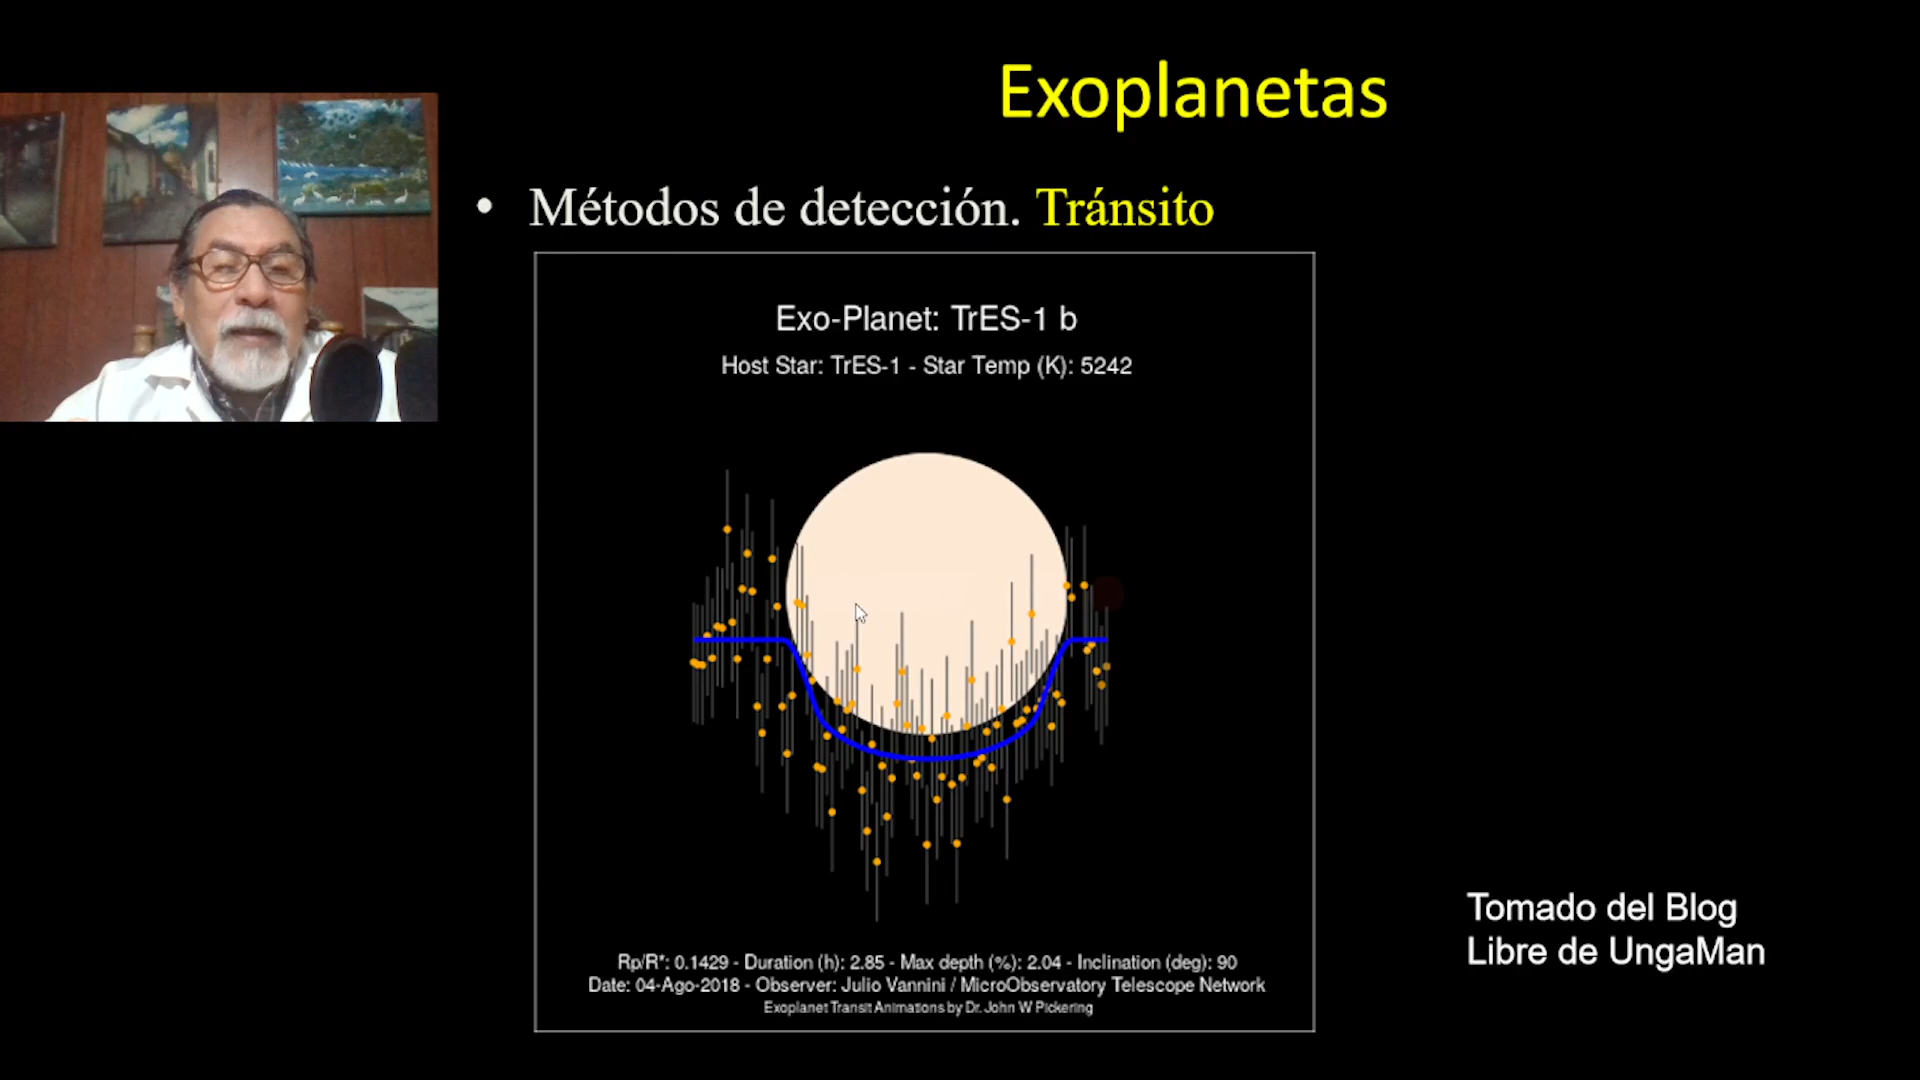 Exoplanetas
• Métodos de detección. Tránsito
Exo-Planet: TrES-1 b
Host Star: TrES-1 - Star Temp (K): 5242
Rp/R*: 0.1429 - Duration (h): 2.85 - Max depth (%): 2.04 - Inclination (deg): 90
Date: 04-Ago-2018 - Observer: Julio Vannini / MicroObservatory Telescope Network
Exoplanet Transit Animations by Dr. John W Pickering
Tomado del Blog
Libre de UngaMan